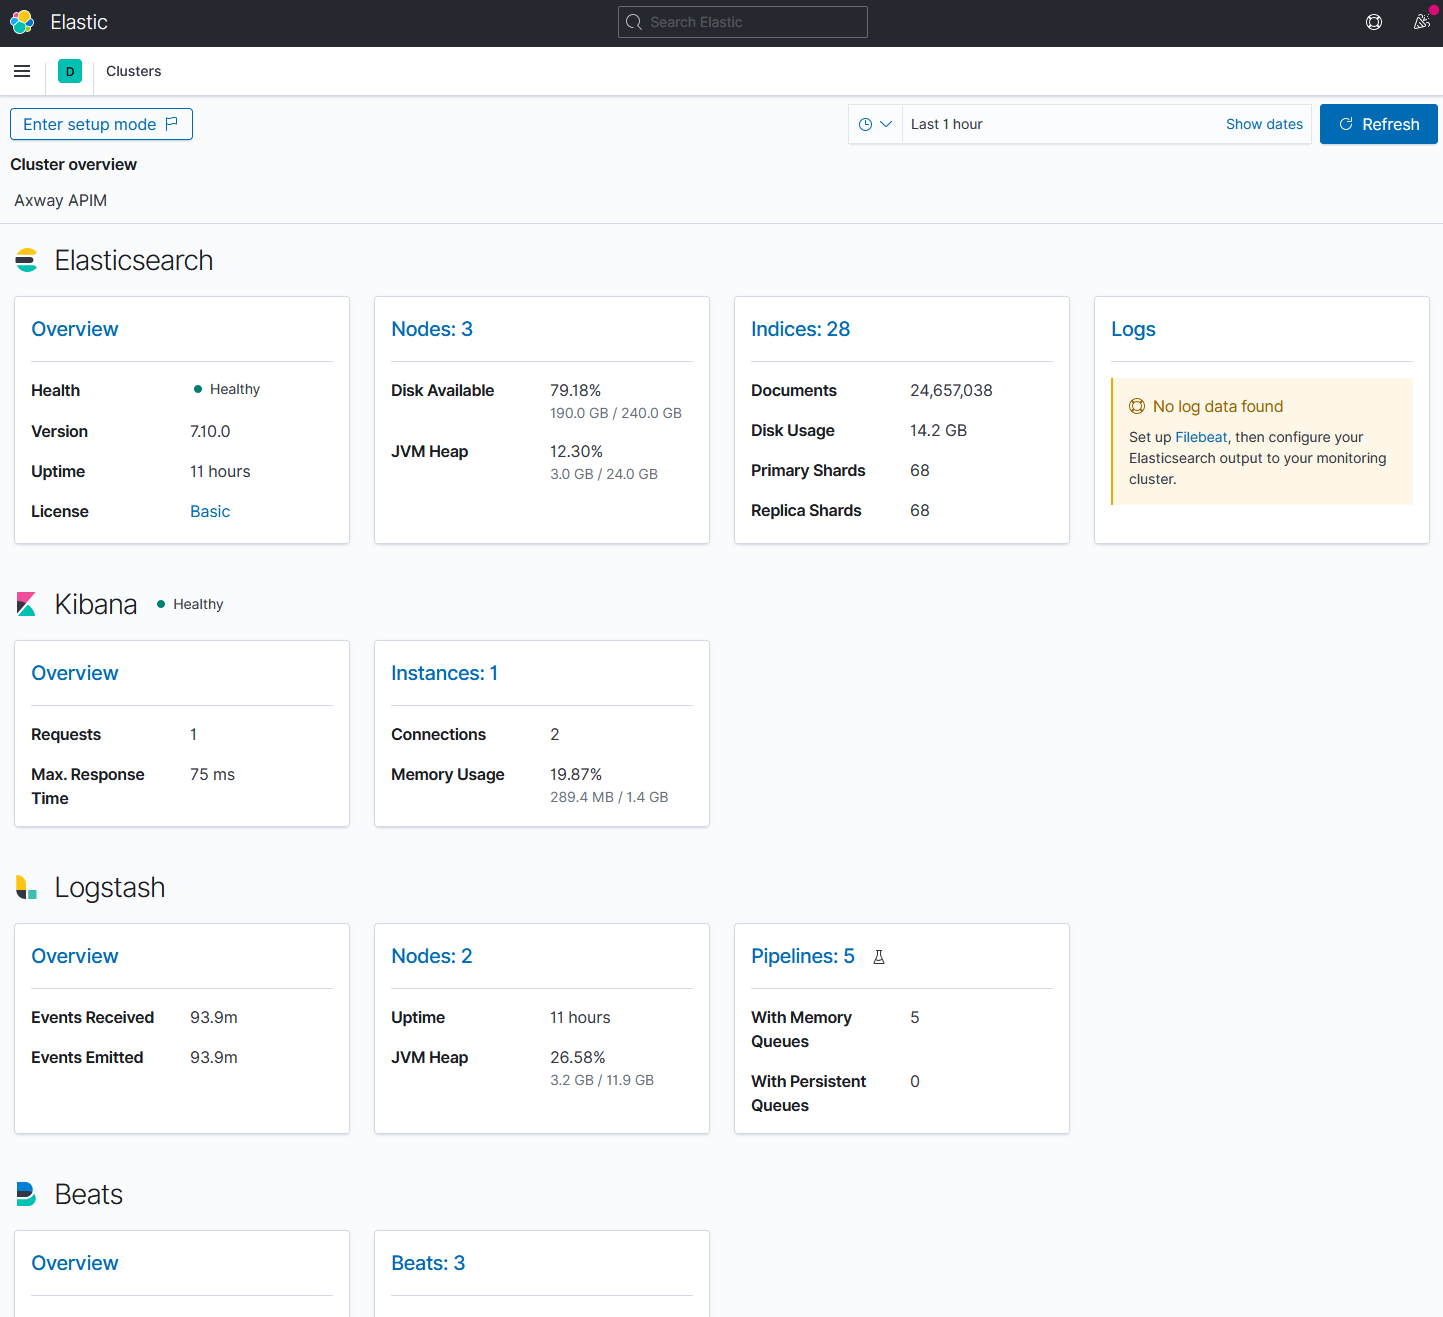 Elastic
Search Elastic
D
Clusters
Enter setup mode
Last 1 hour
Show dates
Refresh
Cluster overview
Axway APIM
Elasticsearch
Overview
Health
Healthy
Version
7.10.0
Uptime
11 hours
License
Basic
Nodes: 3
Disk Available
79.18%
190.0 GB / 240.0 GB
JVM Heap
12.30%
3.0 GB / 24.0 GB
Indices: 28
Documents
24,657,038
Disk Usage
14.2 GB
Primary Shards
68
Replica Shards
68
Logs
No log data found
Set up Filebeat, then configure your
Elasticsearch output to your monitoring
cluster.
Kibana
Healthy
Overview
Requests
1
Max. Response
Time
75 ms
Instances: 1
Connections
2
Memory Usage
19.87%
289.4 MB / 1.4 GB
Logstash
Overview
Events Received
93.9m
Events Emitted
93.9m
Nodes: 2
Uptime
11 hours
JVM Heap
26.58%
3.2 GB / 11.9 GB
Pipelines: 5
With Memory
Queues
5
With Persistent
Queues
0
Beats
Overview
Beats: 3